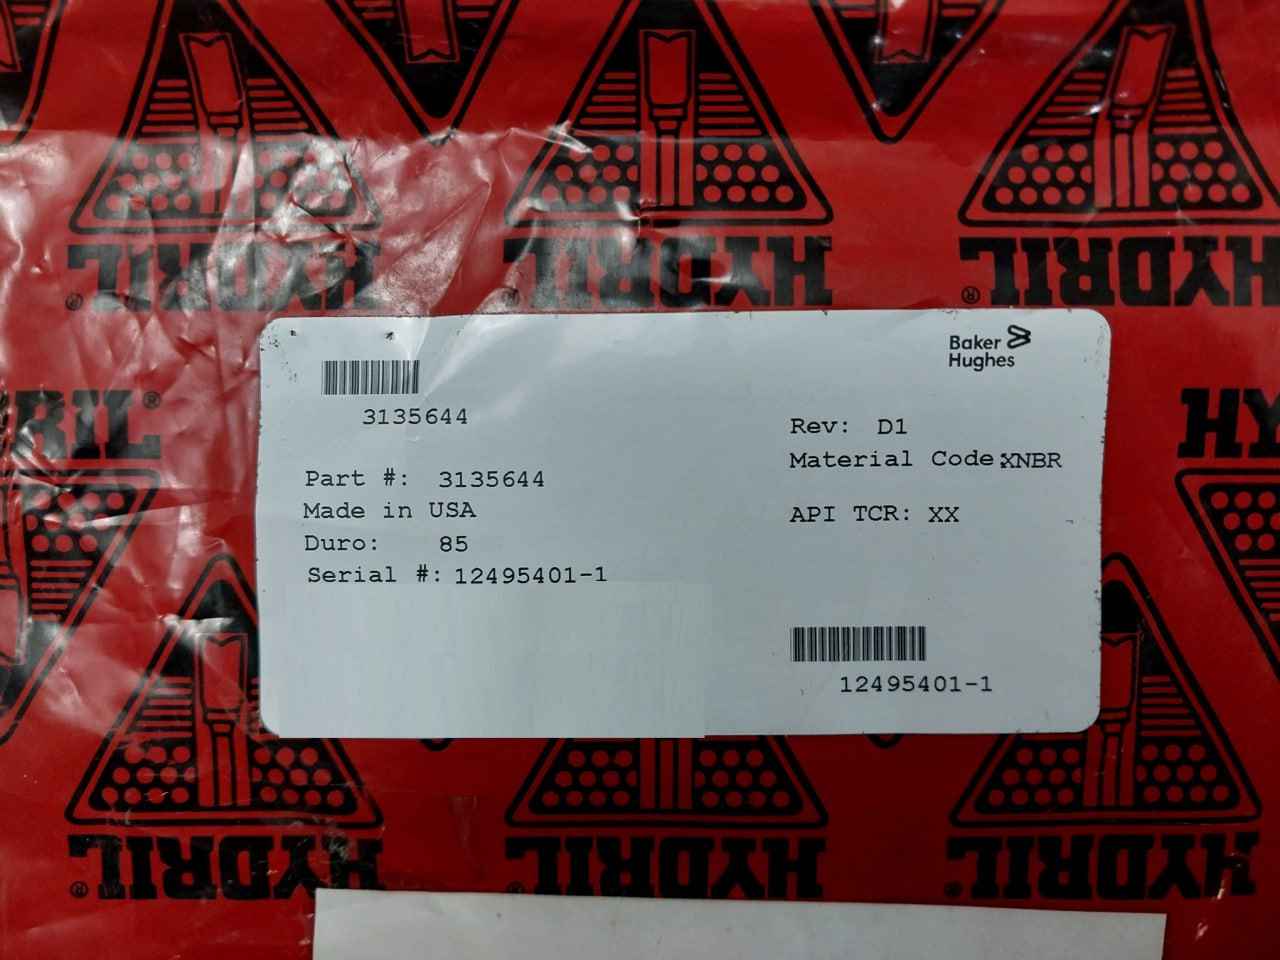 HYDRIL®
HYDRIL®
HYDRIL®
Baker
Hughes
3135644
Rev: D1
Material Code:XNBR
Part #: 3135644
Made in USA
API TCR: XX
Duro: 85
Serial #: 12495401-1
12495401-1
HYDRIL®
HYDRIL®
HYDRIL®